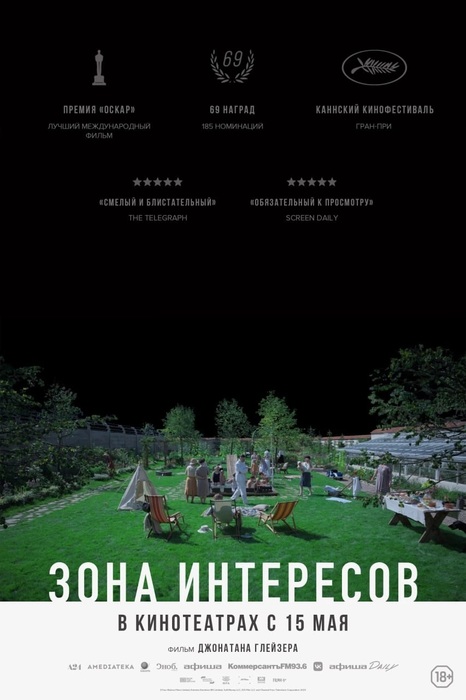 69
ПРЕМИЯ «ОСКАР»
ЛУЧШИЙ МЕЖДУНАРОДНЫЙ
ФИЛЬМ
69 НАГРАД
185 НОМИНАЦИЙ
КАННСКИЙ КИНОФЕСТИВАЛЬ
ГРАН-ПРИ
«СМЕЛЫЙ И БЛИСТАТЕЛЬНЫЙ»
THE TELEGRAPH
«ОБЯЗАТЕЛЬНЫЙ К ПРОСМОТРУ»
SCREEN DAILY
ЗОНА ИНТЕРЕСОВ
В КИНОТЕАТРАХ С 15 МАЯ
ФИЛЬМ ДЖОНАТАНА ГЛЕЙЗЕРА
A24 AMEDIATEKA Сноб. афиша КоммерсантъFM93.6 афиша DAILY
18+